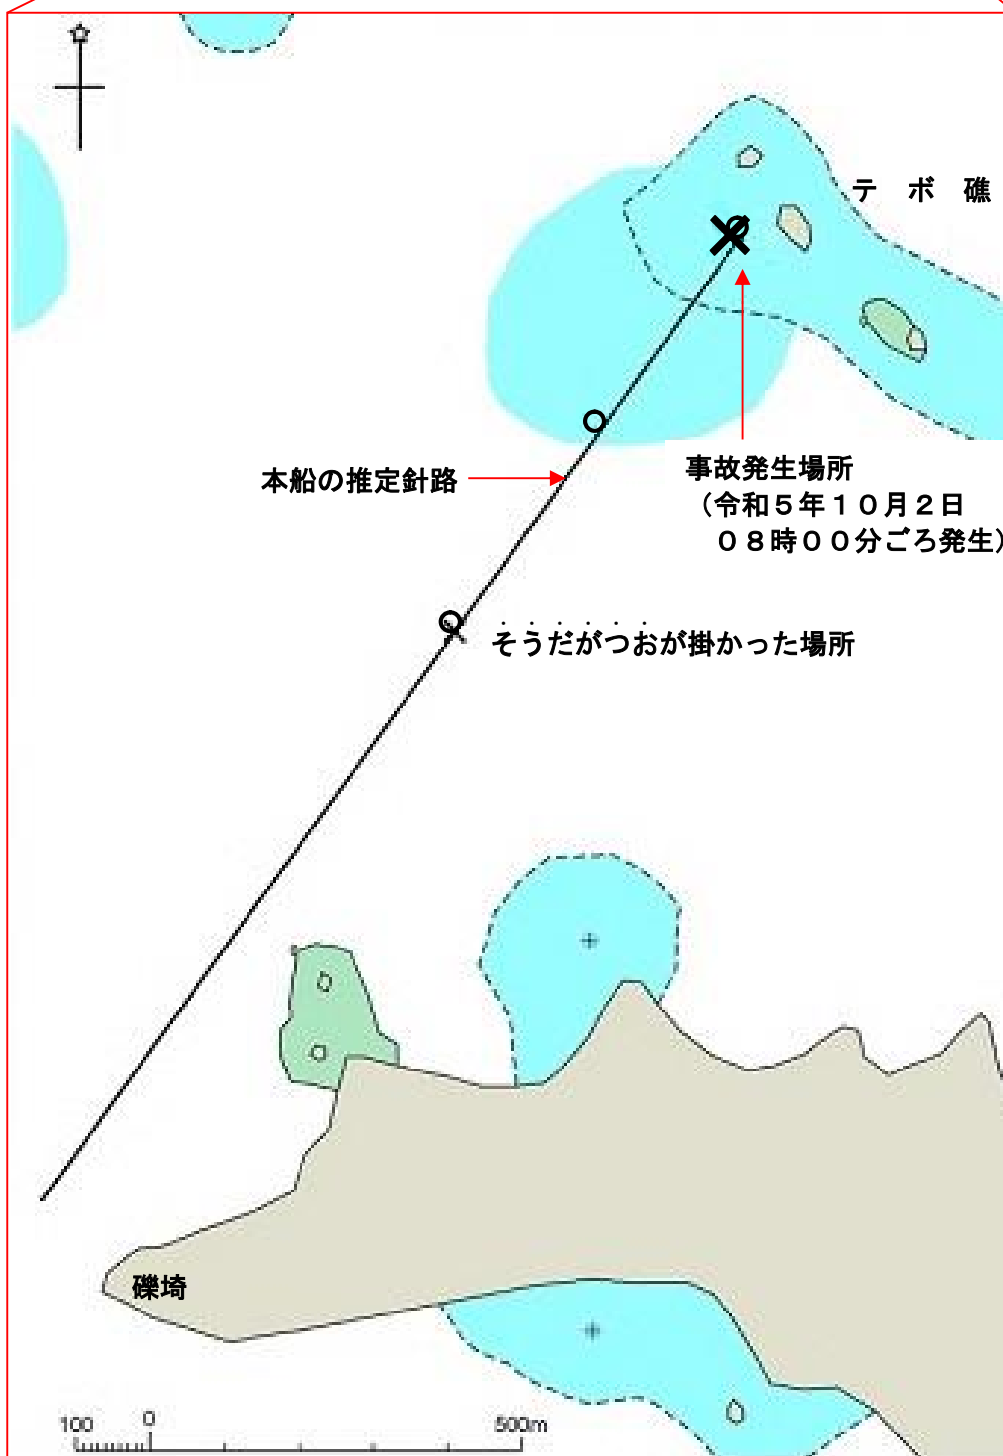 テ ボ 礁
本船の推定針路
事故発生場所
（令和５年１０月２日
０８時００分ごろ発生）
そうだがつおが掛かった場所
礫埼
100 0 500m